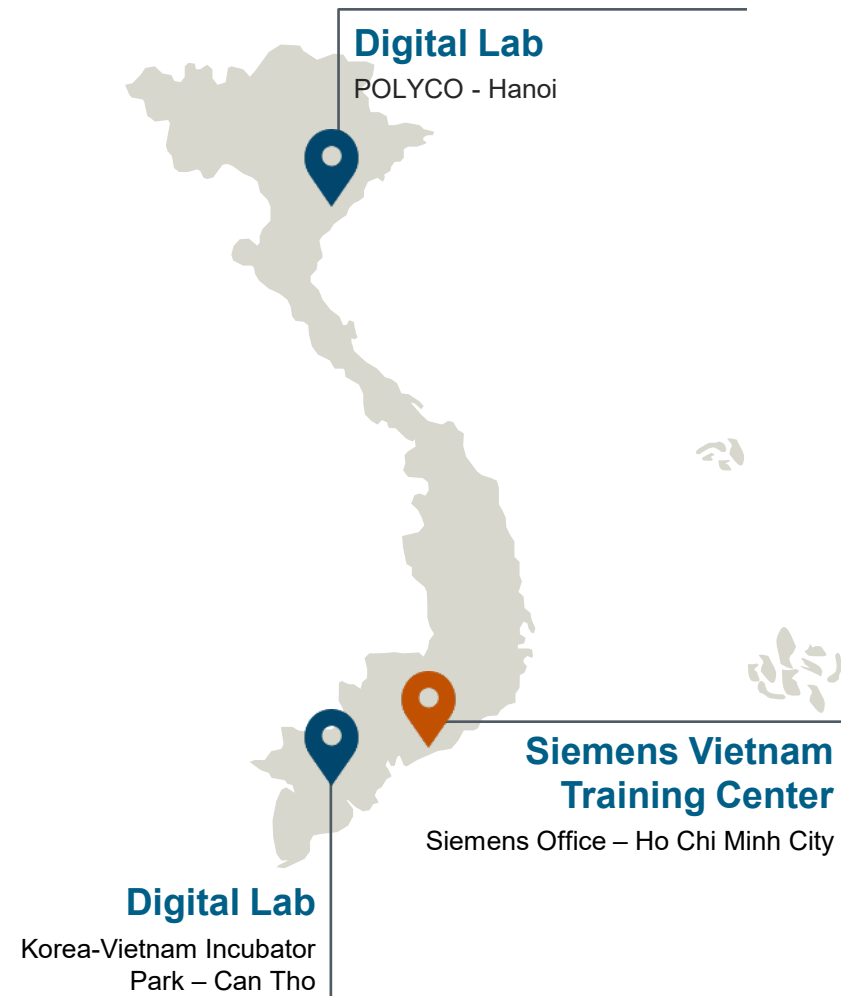 Digital Lab
POLYCO - Hanoi
Siemens Vietnam
Training Center
Siemens Office – Ho Chi Minh City
Digital Lab
Korea-Vietnam Incubator
Park – Can Tho